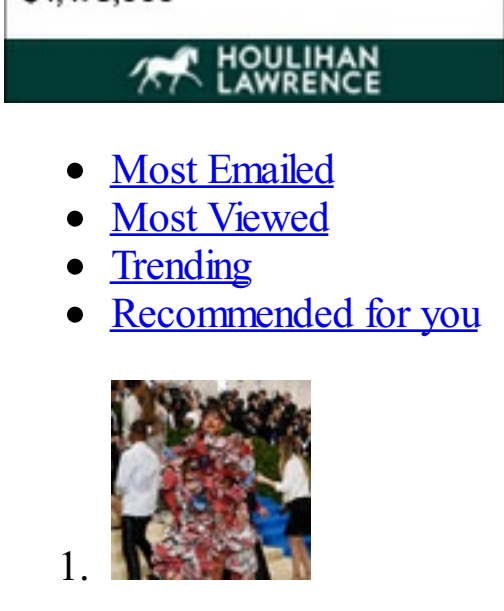 HOULIHAN
LAWRENCE
Most Emailed
Most Viewed
Trending
Recommended for you
1.